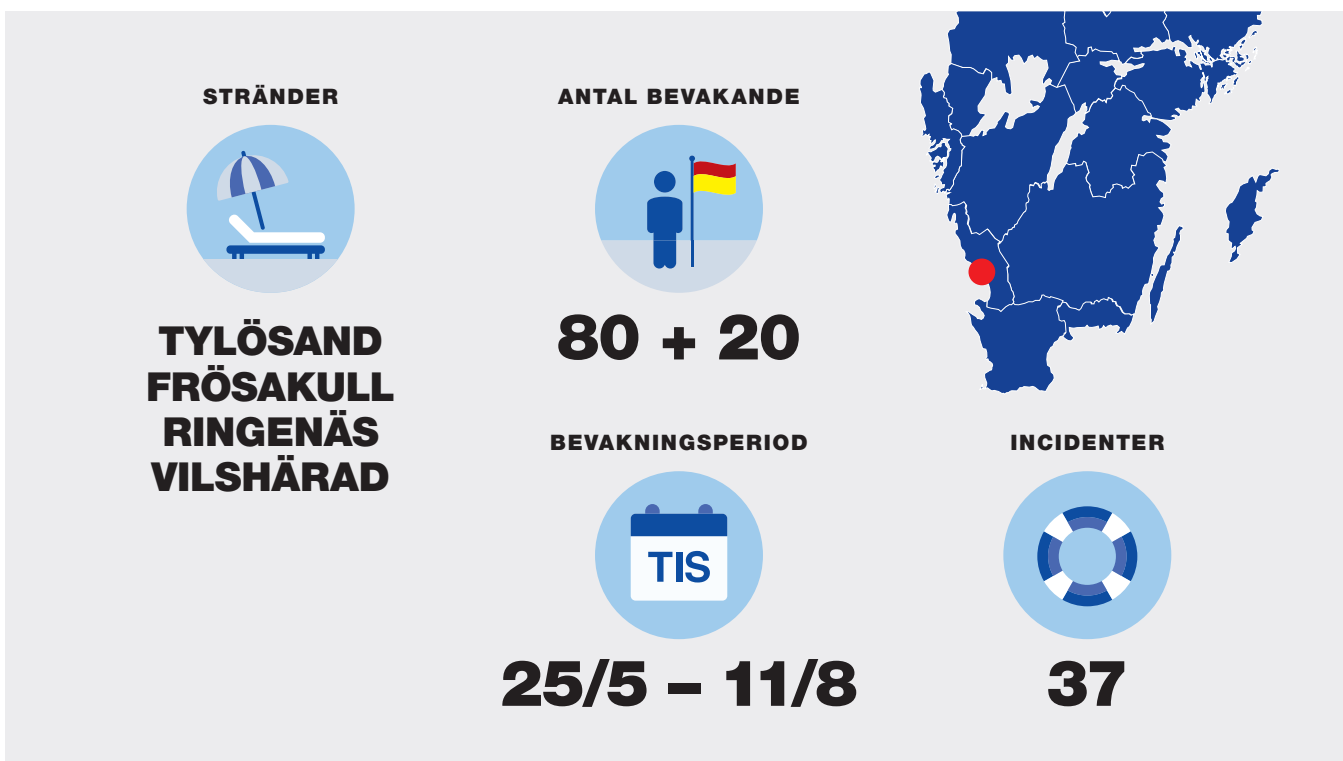 STRÄNDER
TYLÖSAND
FRÖSAKULL
RINGENÄS
VILSHÄRAD
ANTAL BEVAKANDE
80 + 20
BEVAKNINGSPERIOD
TIS
25/5 – 11/8
INCIDENTER
37